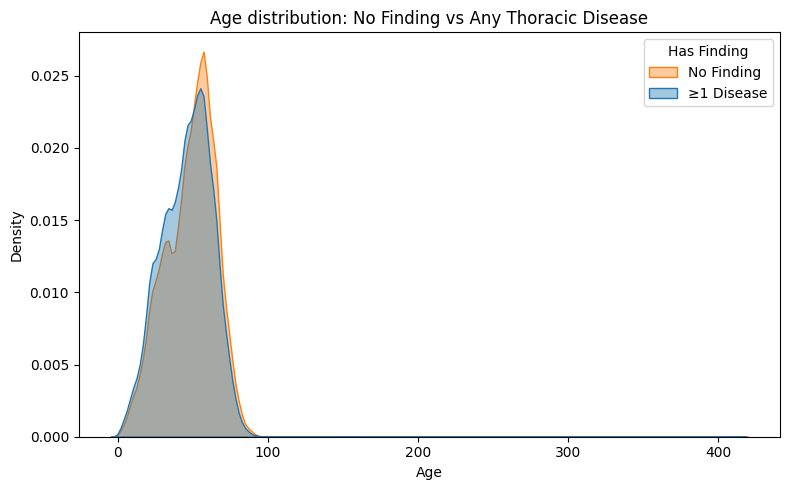 Age distribution: No Finding vs Any Thoracic Disease
Has Finding
No Finding
≥1 Disease
Density
0.025
0.020
0.015
0.010
0.005
0.000
0 100 200 300 400
Age